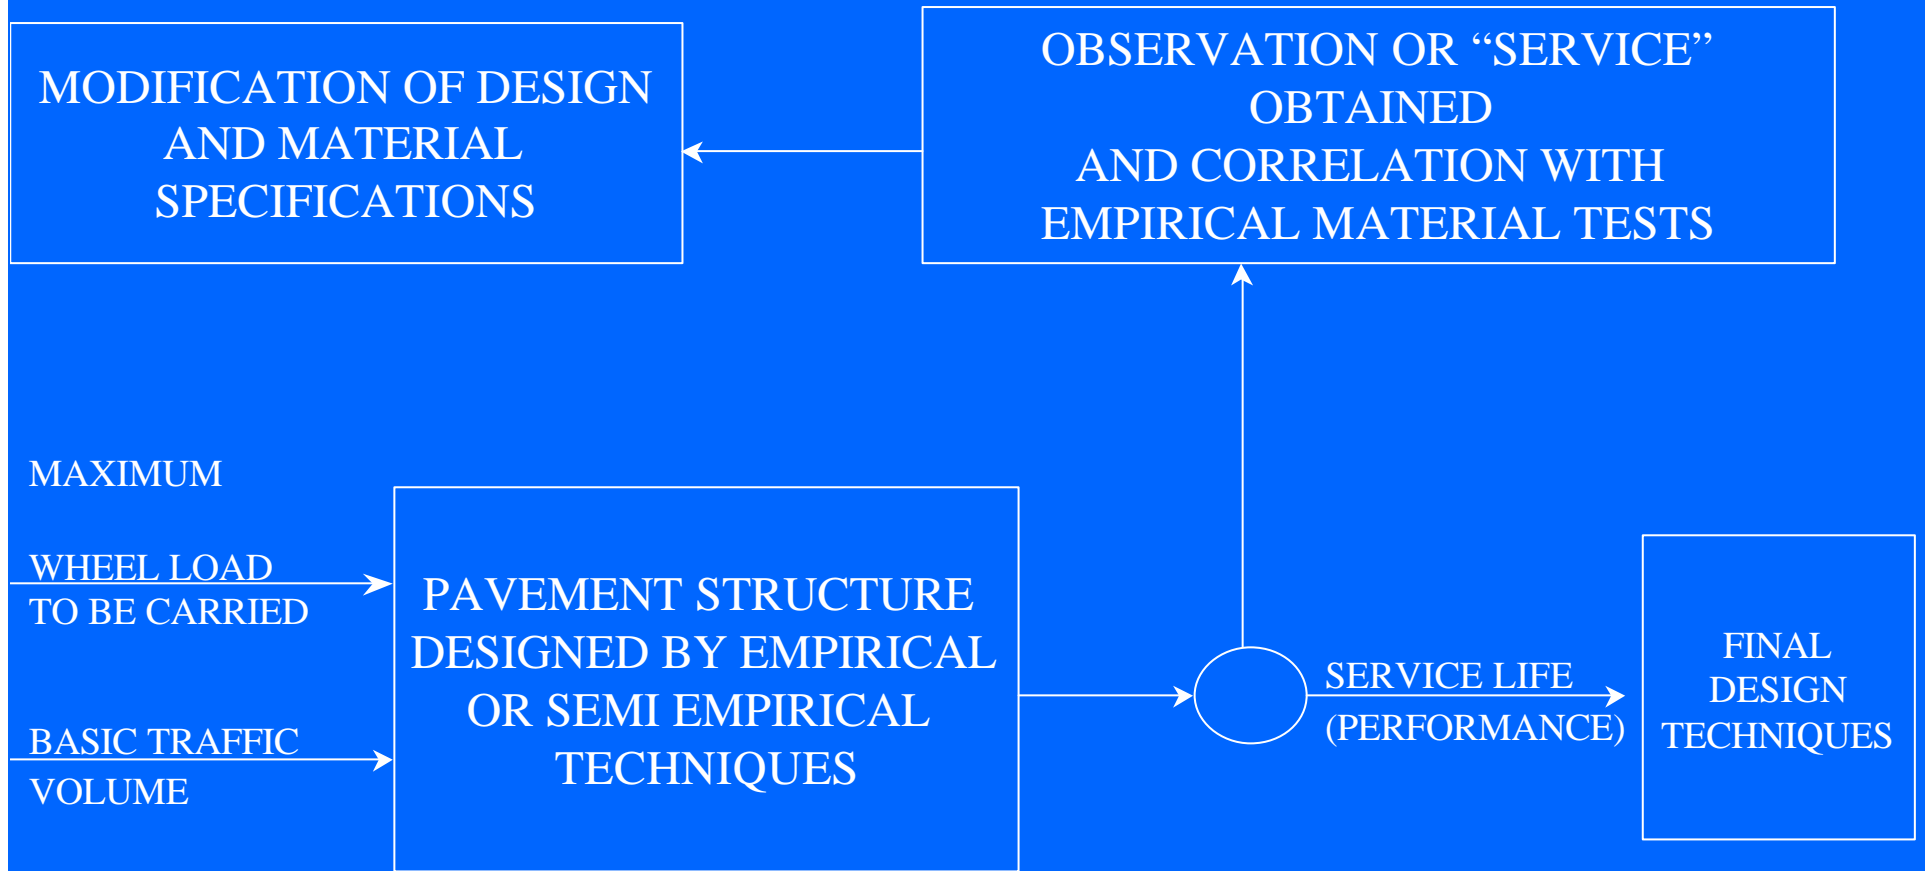 MODIFICATION OF DESIGN
AND MATERIAL
SPECIFICATIONS
OBSERVATION OR “SERVICE”
OBTAINED
AND CORRELATION WITH
EMPIRICAL MATERIAL TESTS
MAXIMUM
WHEEL LOAD
TO BE CARRIED
BASIC TRAFFIC
VOLUME
PAVEMENT STRUCTURE
DESIGNED BY EMPIRICAL
OR SEMI EMPIRICAL
TECHNIQUES
SERVICE LIFE
(PERFORMANCE)
FINAL
DESIGN
TECHNIQUES